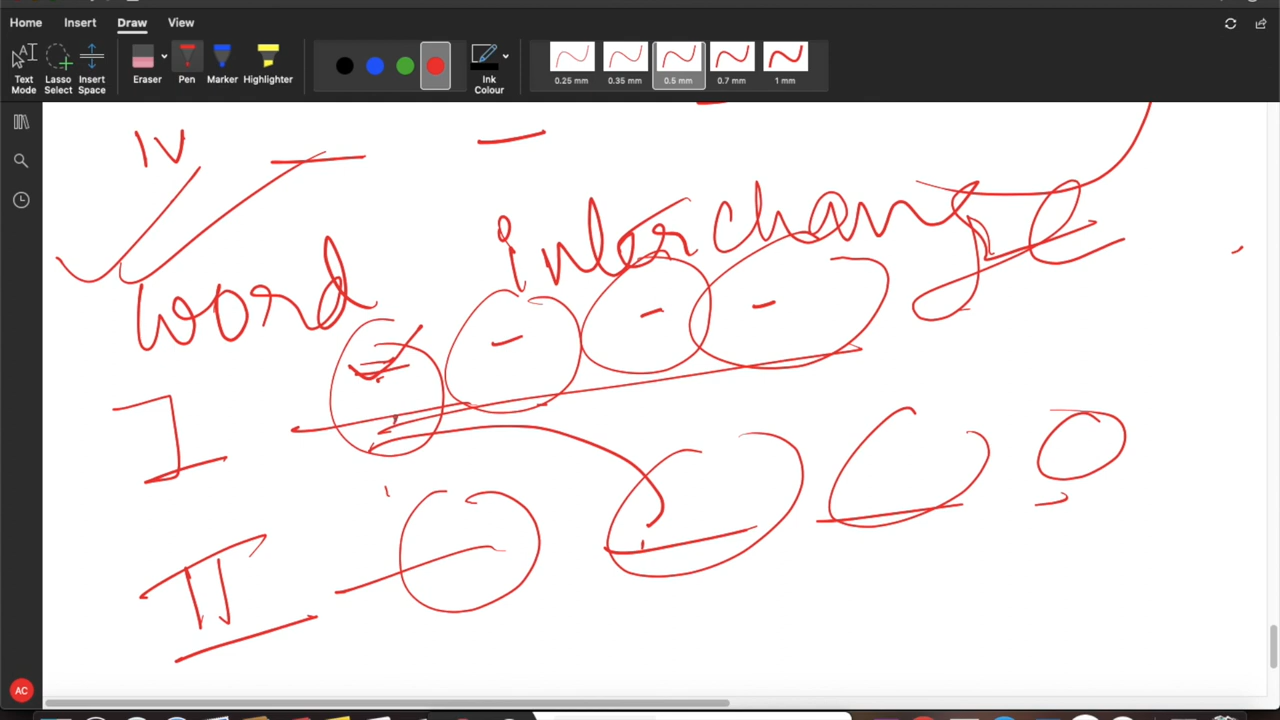 Home Insert Draw View
Text Mode Lasso Select Insert Space Eraser Pen Marker Highlighter Ink Colour 0.25 mm 0.35 mm 0.5 mm 0.7 mm 1 mm
IV
word interchange
I
II
AC